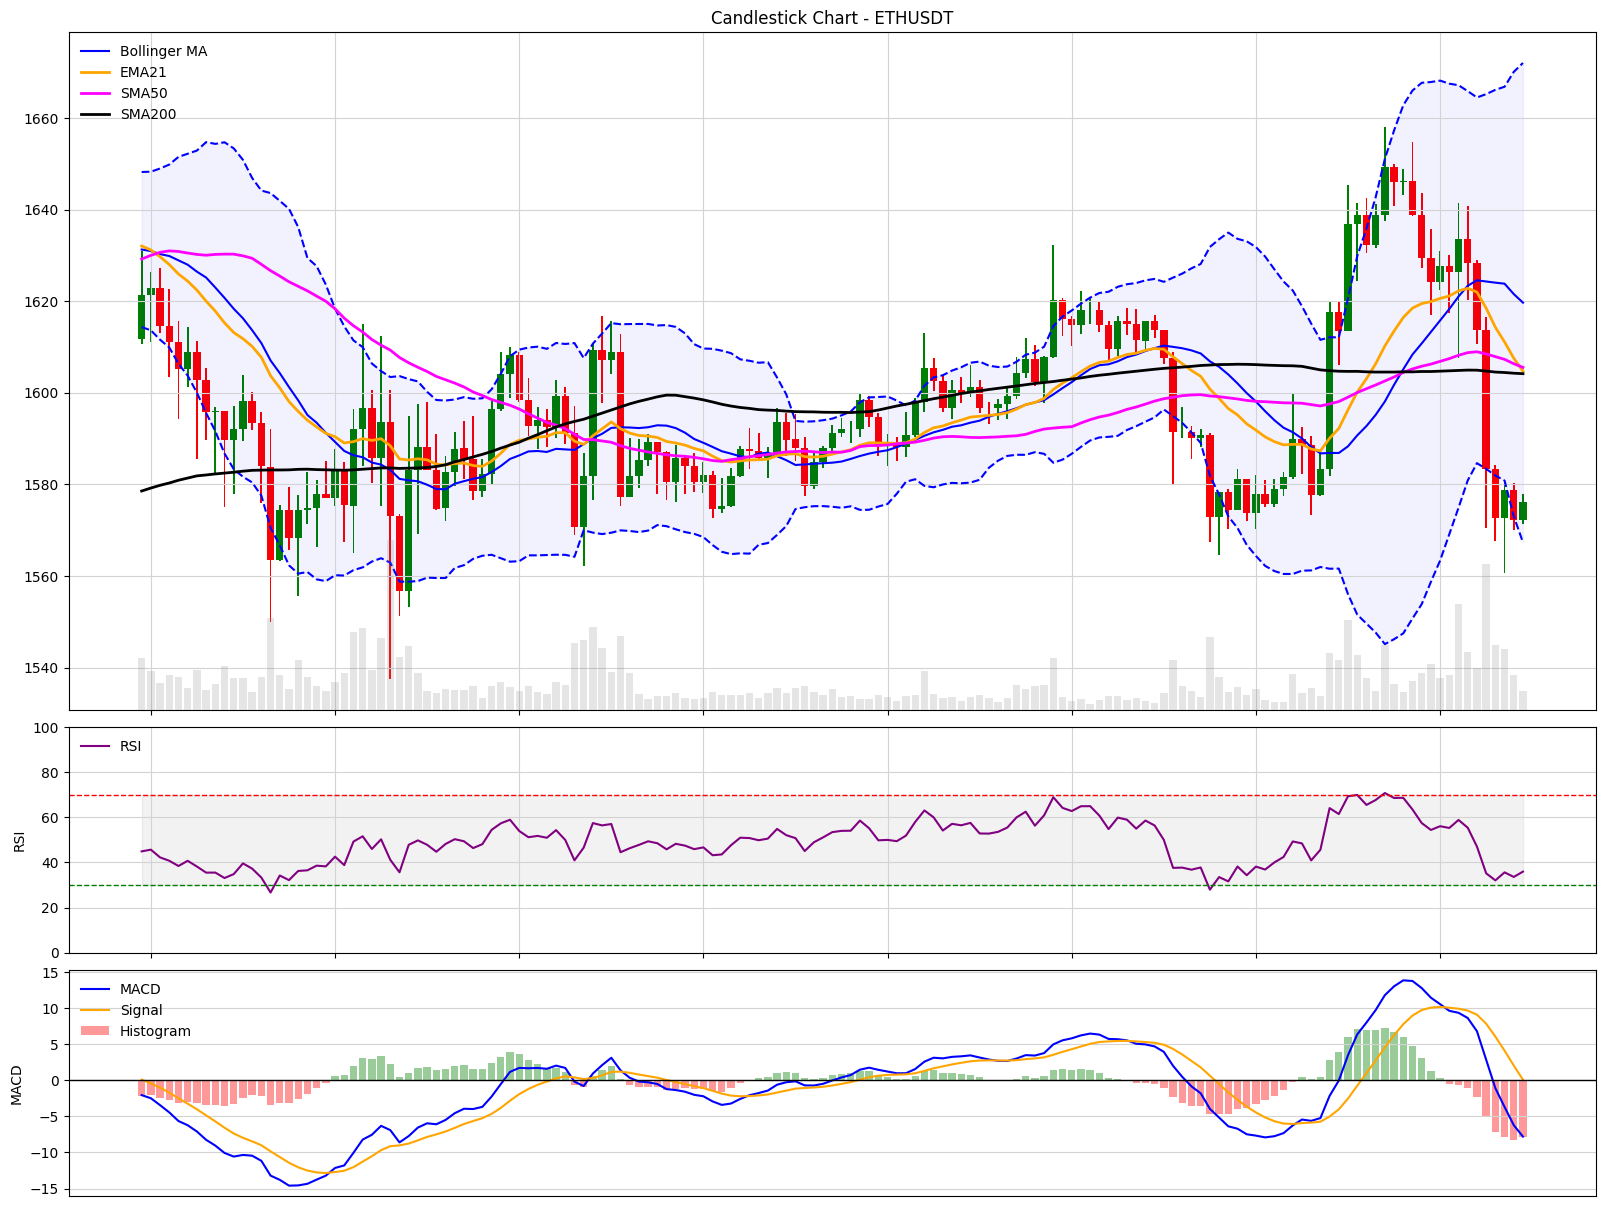 Candlestick Chart - ETHUSDT
Bollinger MA
EMA21
SMA50
SMA200
1660
1640
1620
1600
1580
1560
1540
100
80
60
40
20
0
RSI
RSI
15
10
5
0
−5
−10
−15
MACD
MACD
Signal
Histogram